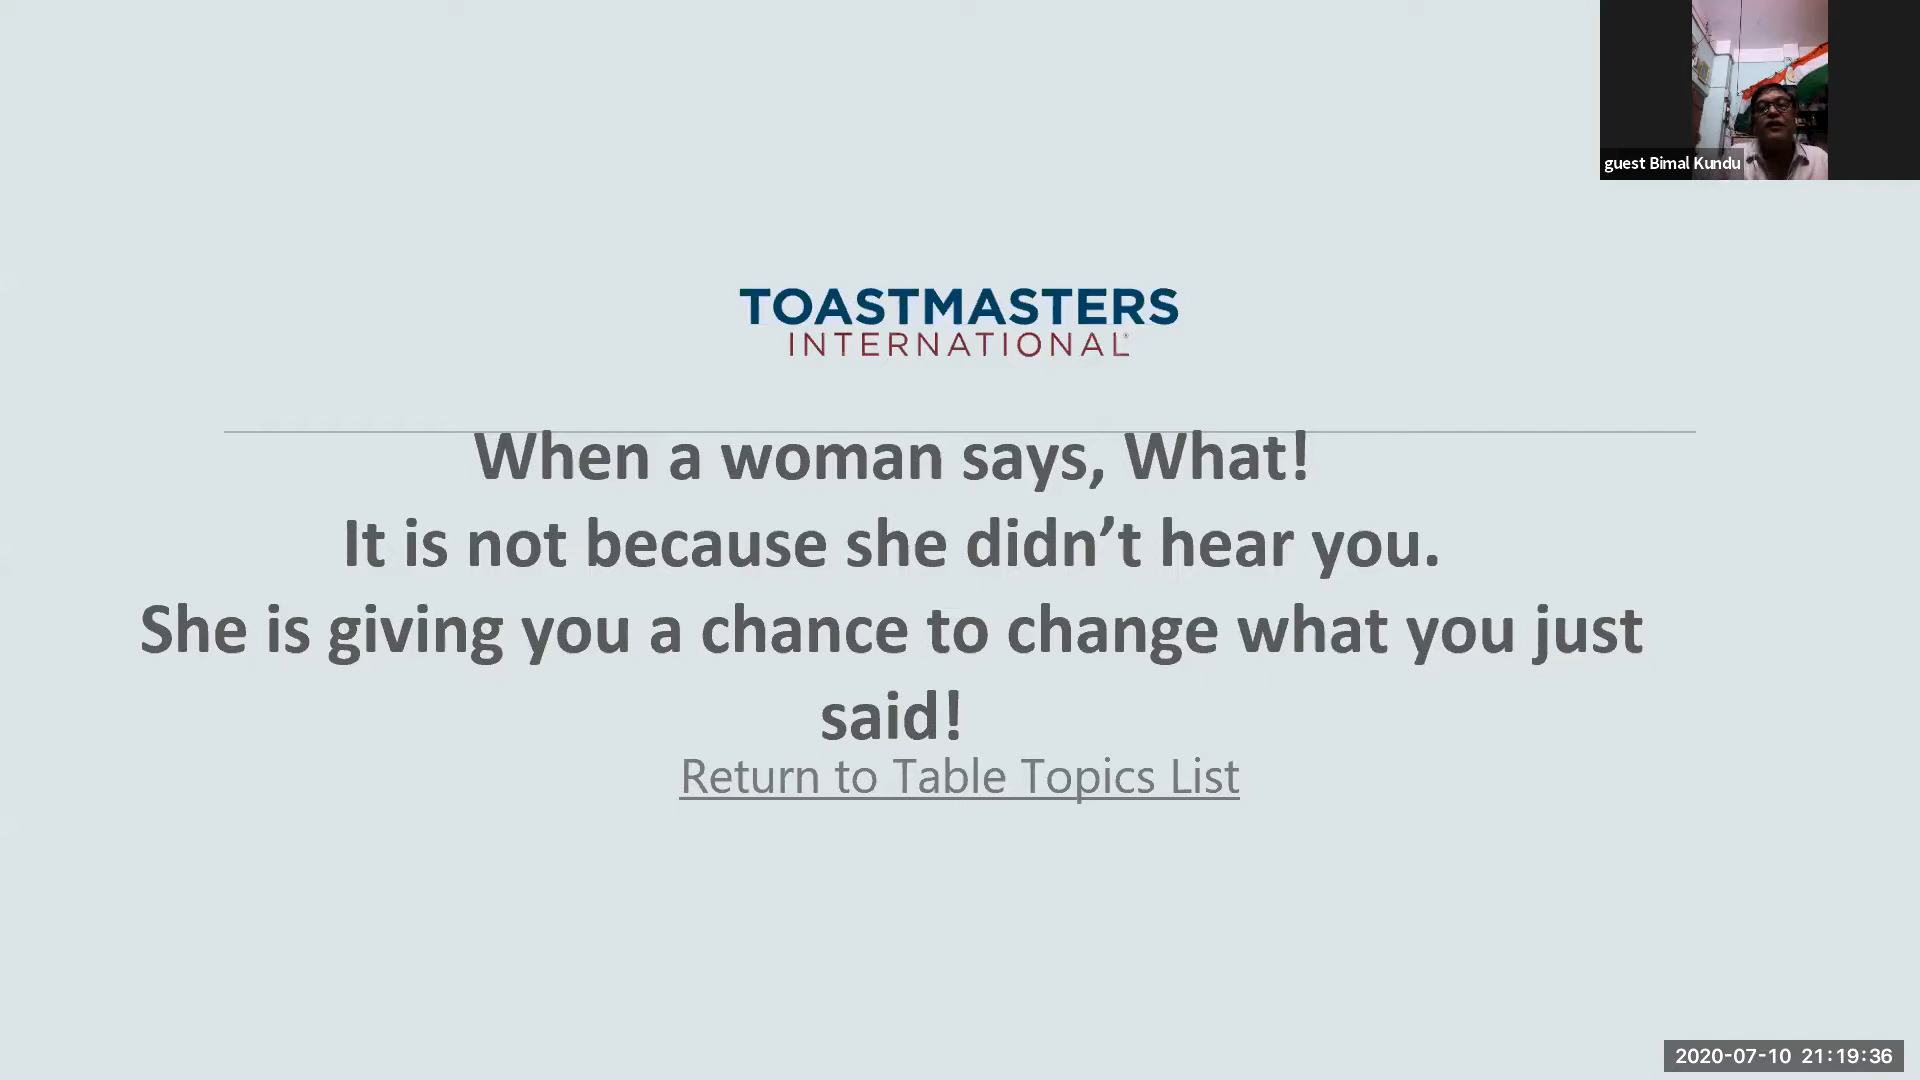 guest Bimal Kundu
TOASTMASTERS
INTERNATIONAL
When a woman says, What!
It is not because she didn’t hear you.
She is giving you a chance to change what you just
said!
Return to Table Topics List
2020-07-10 21:19:36